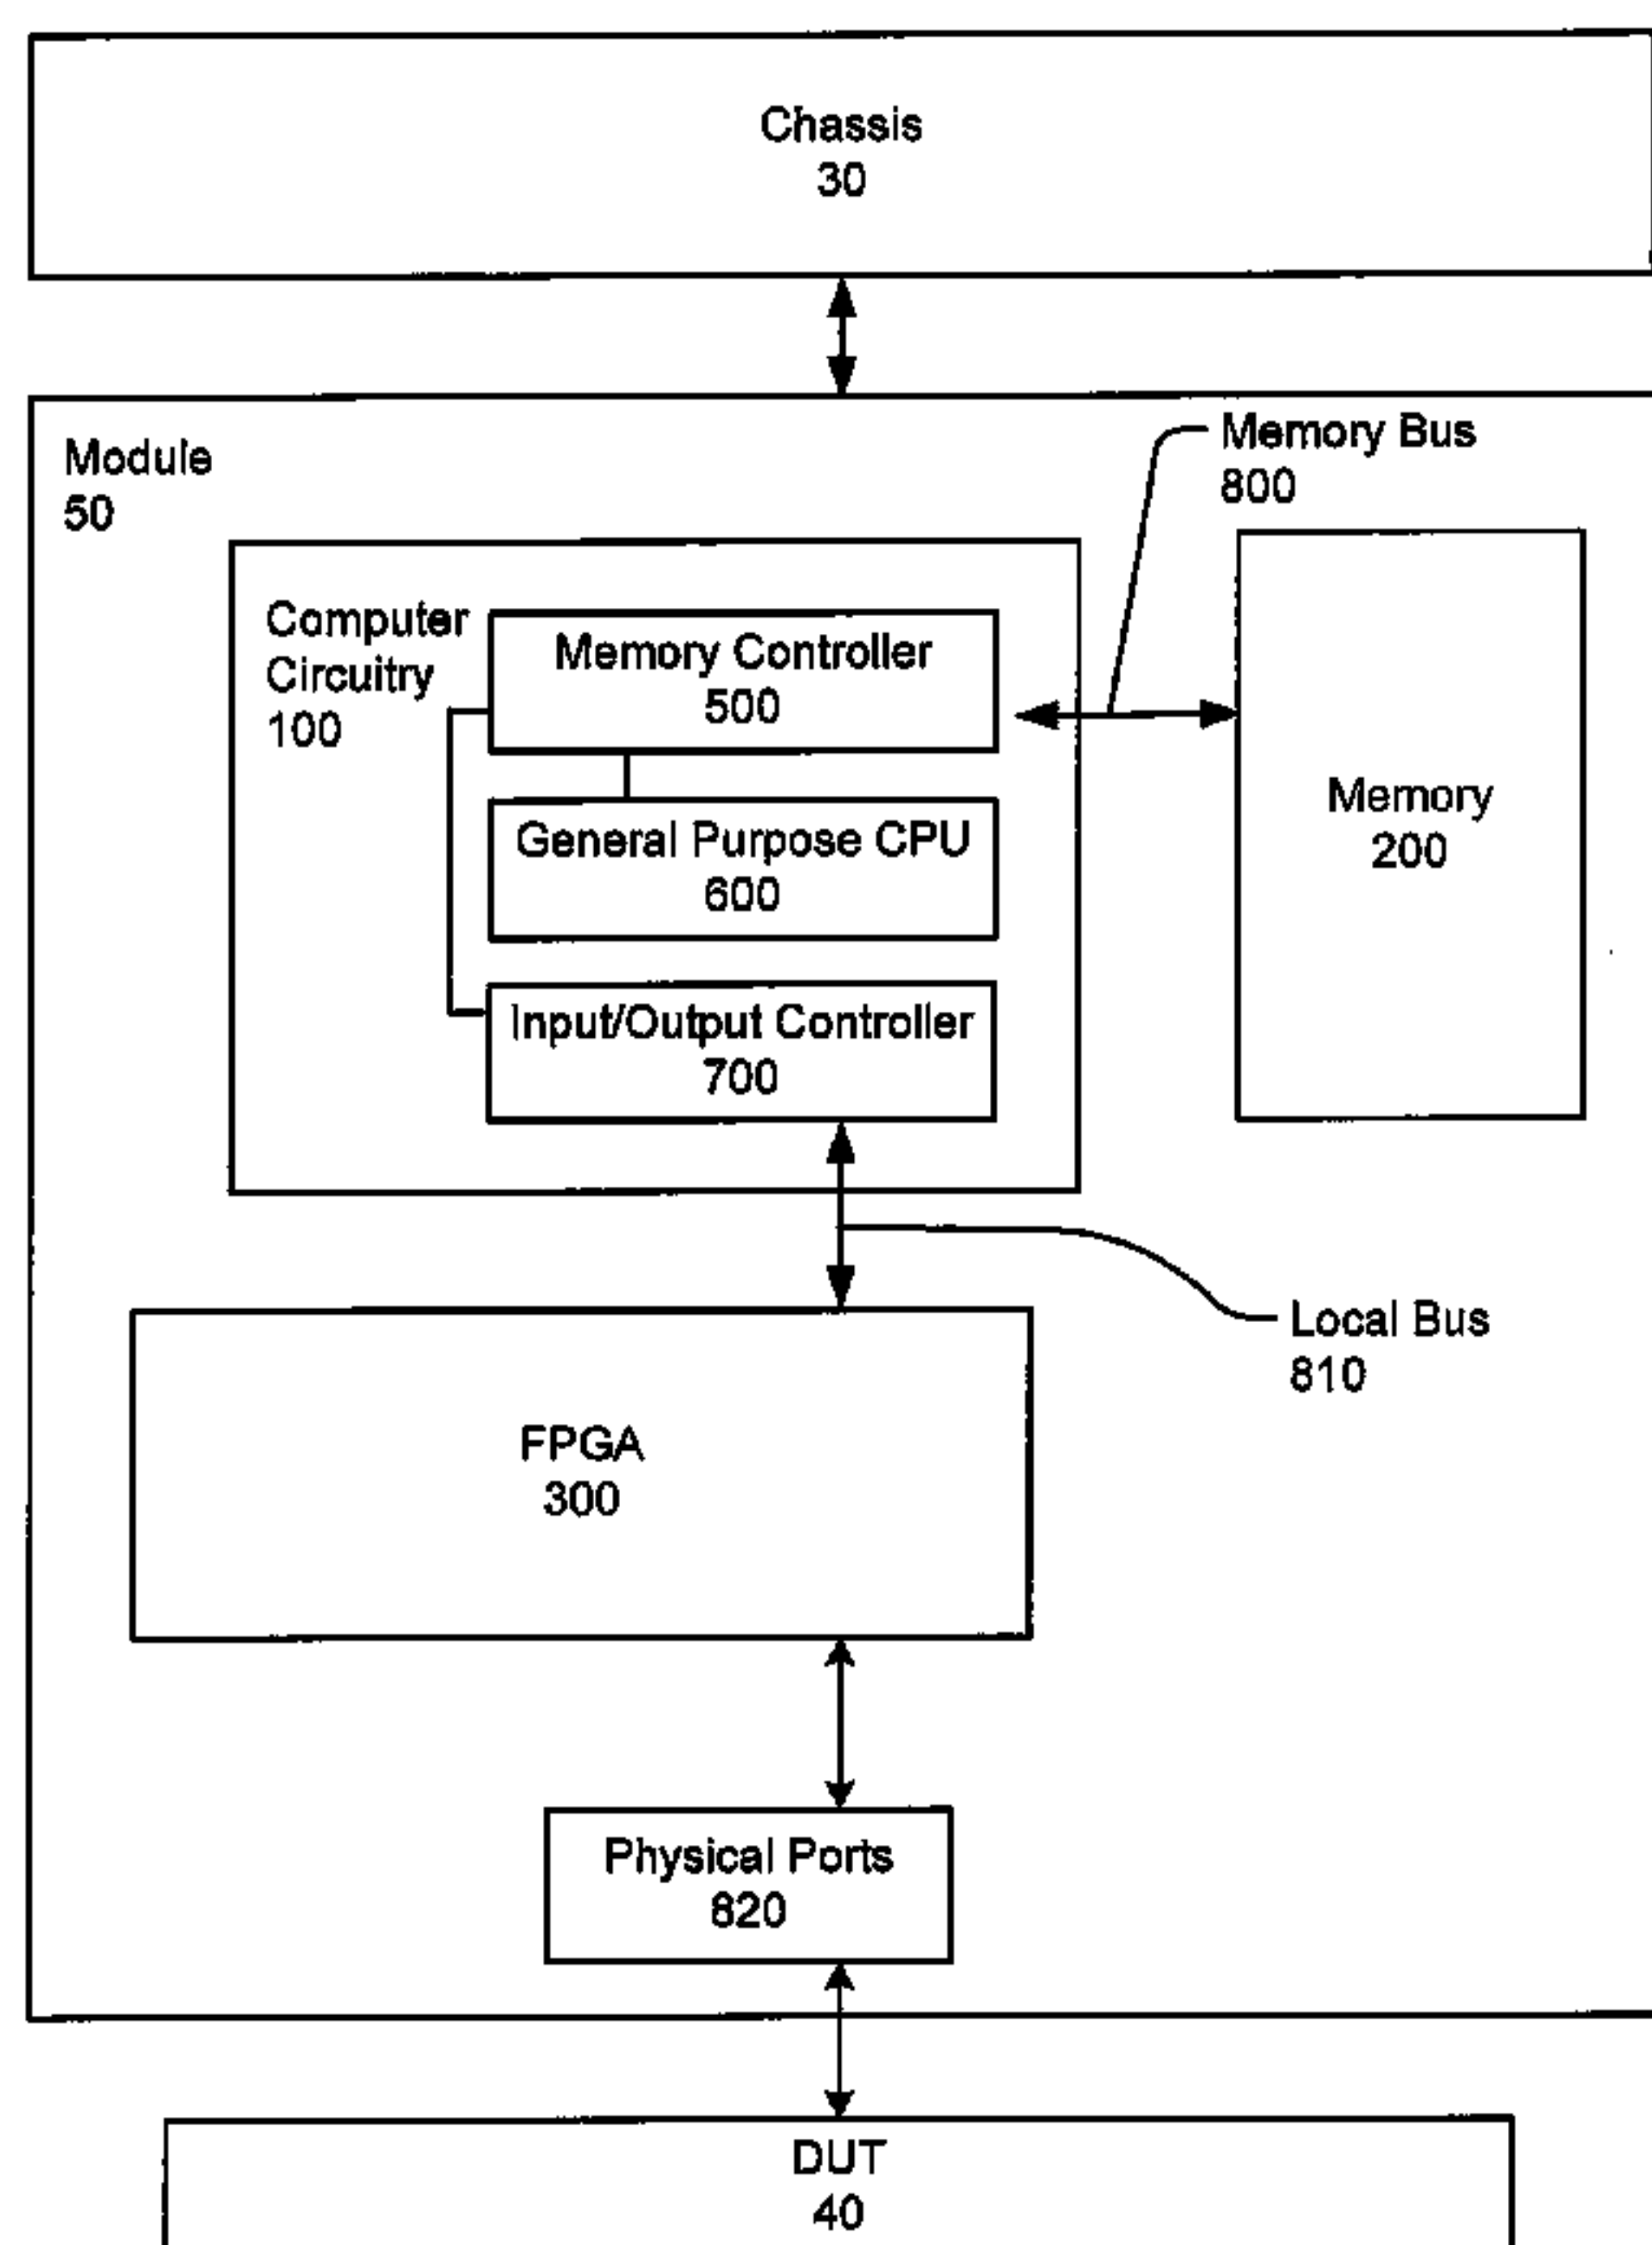 Chassis
30
Module
50
Memory Bus
800
Computer
Circuitry
100
Memory Controller
500
General Purpose CPU
600
Input/Output Controller
700
Memory
200
Local Bus
810
FPGA
300
Physical Ports
820
DUT
40